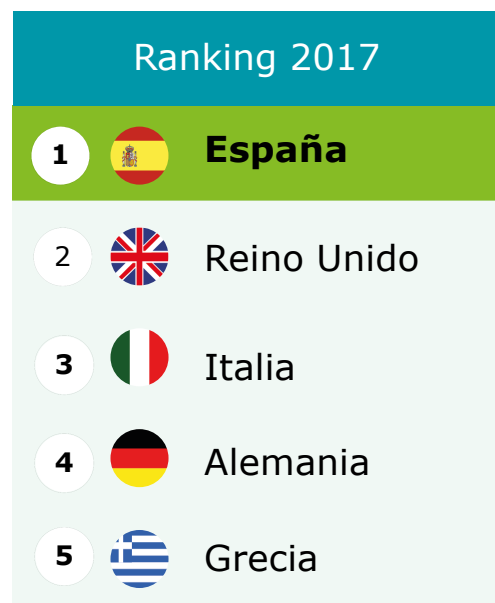 Ranking 2017
1 España
2 Reino Unido
3 Italia
4 Alemania
5 Grecia